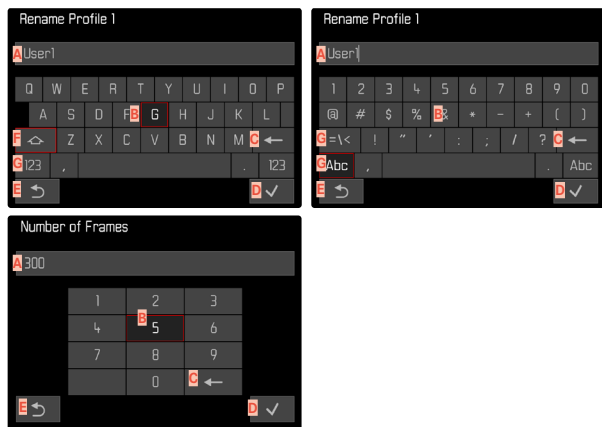 Rename Profile 1
A User1
Q W E R T Y U I O P
A S D F B G H J K L
F Z X C V B N M C ←
G 123 , . 123
E D
Rename Profile 1
A User1
1 2 3 4 5 6 7 8 9 0
@ # $ % B & * - + ( )
G =\< ! " ' : ; / ? C ←
G Abc , . Abc
E D
Number of Frames
A 300
1 2 3
4 B 5 6
7 8 9
0 C ←
E D